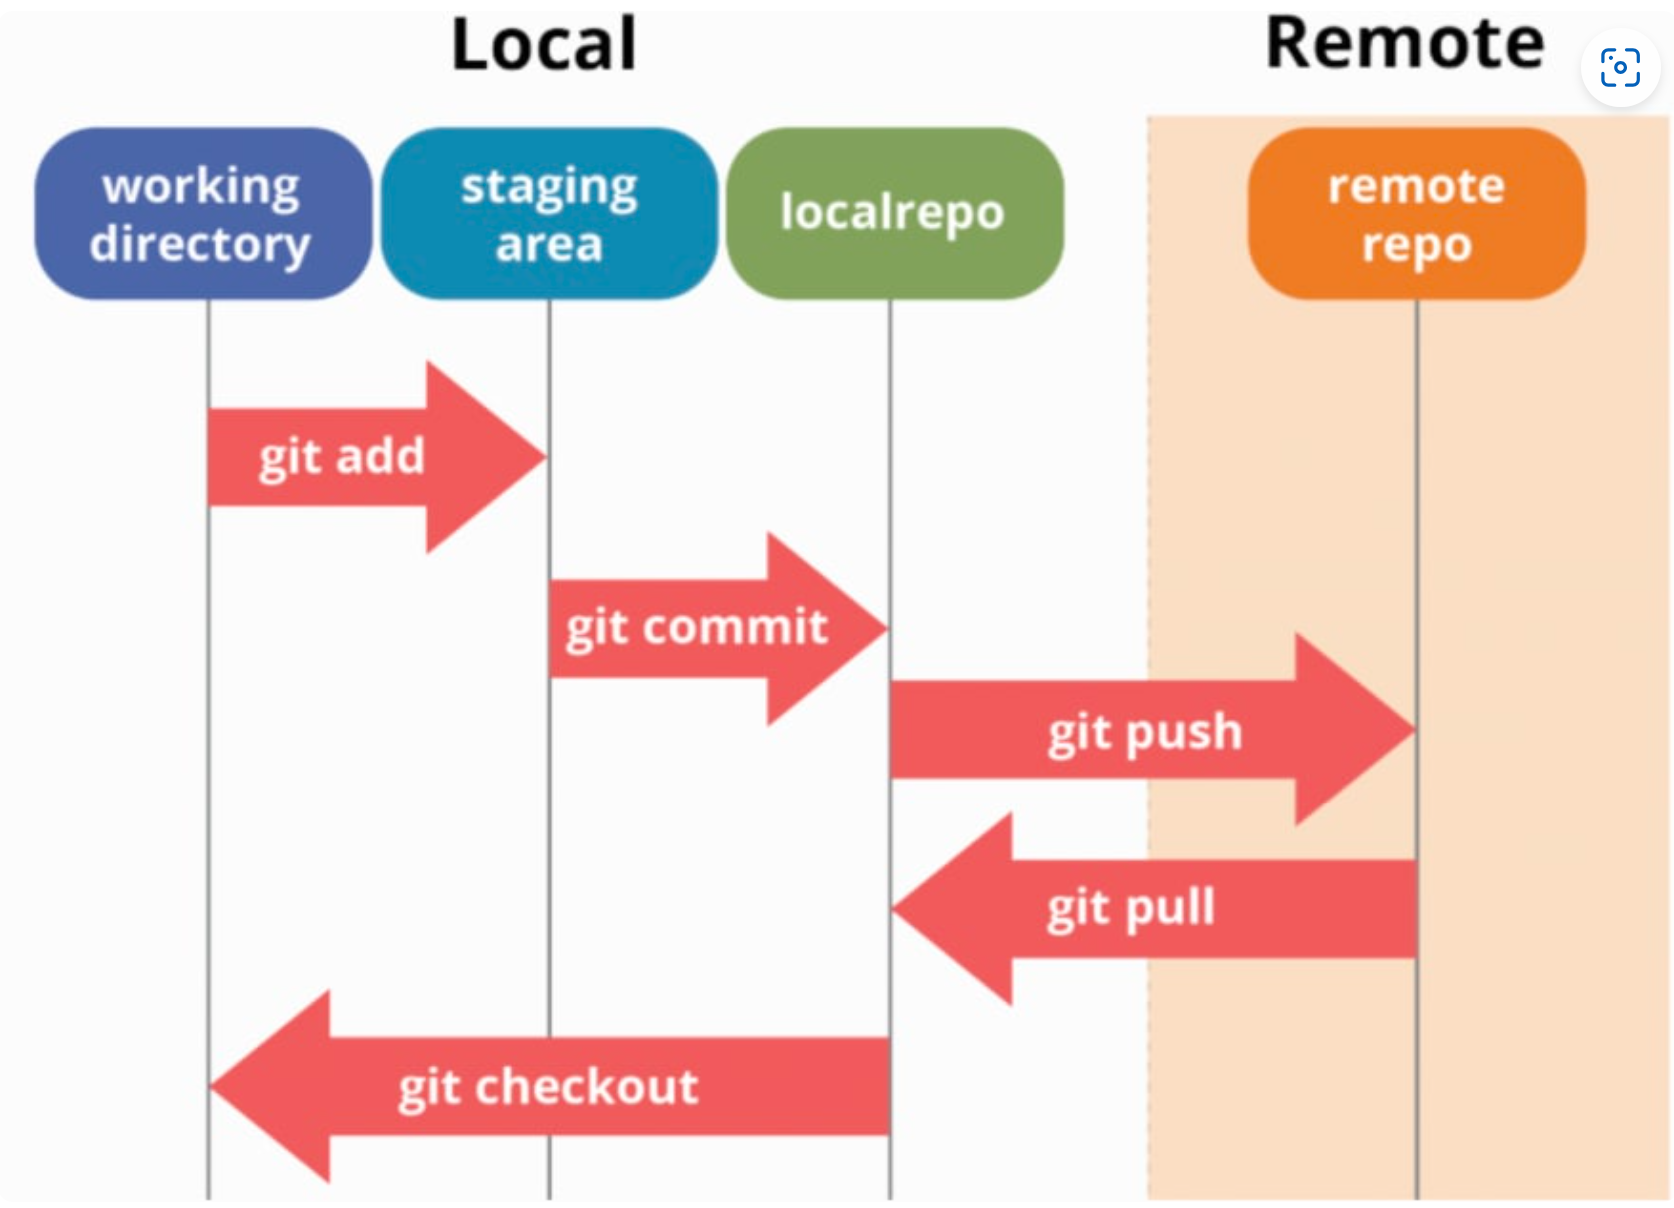 Local
Remote
working
directory
staging
area
localrepo
remote
repo
git add
git commit
git push
git pull
git checkout